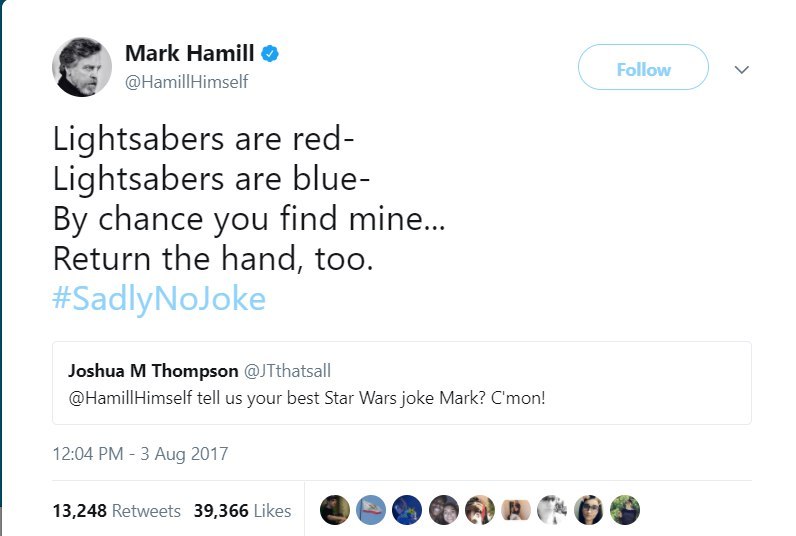 Mark Hamill
@HamillHimself
Follow
Lightsabers are red-
Lightsabers are blue-
By chance you find mine...
Return the hand, too.
#SadlyNoJoke
Joshua M Thompson @JTthatsall
@HamillHimself tell us your best Star Wars joke Mark? C'mon!
12:04 PM - 3 Aug 2017
13,248 Retweets 39,366 Likes